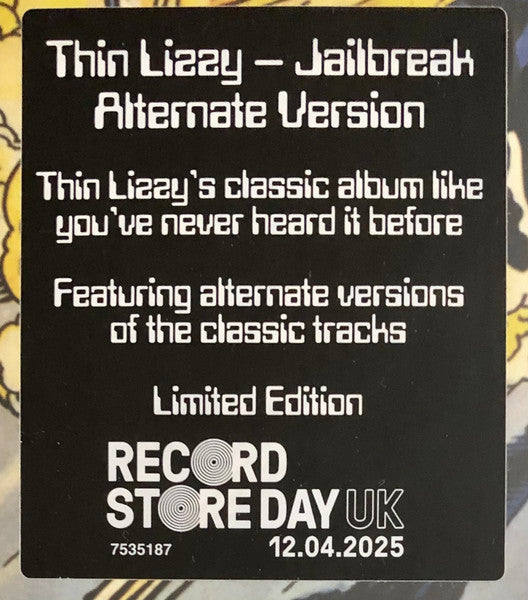 Thin Lizzy – Jailbreak
Alternate Version
Thin Lizzy's classic album like
you've never heard it before
Featuring alternate versions
of the classic tracks
Limited Edition
RECORD
STORE DAY UK
7535187 12.04.2025